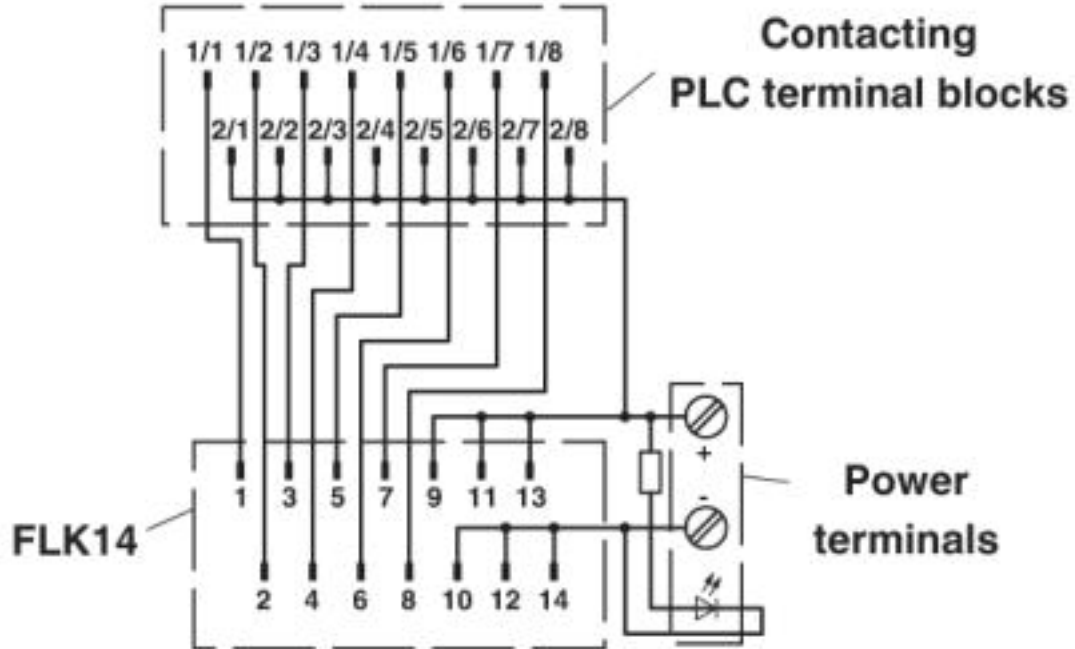 Contacting
PLC terminal blocks
1/1 1/2 1/3 1/4 1/5 1/6 1/7 1/8
2/1 2/2 2/3 2/4 2/5 2/6 2/7 2/8
+
-
Power
terminals
FLK14
1 3 5 7 9 11 13
2 4 6 8 10 12 14